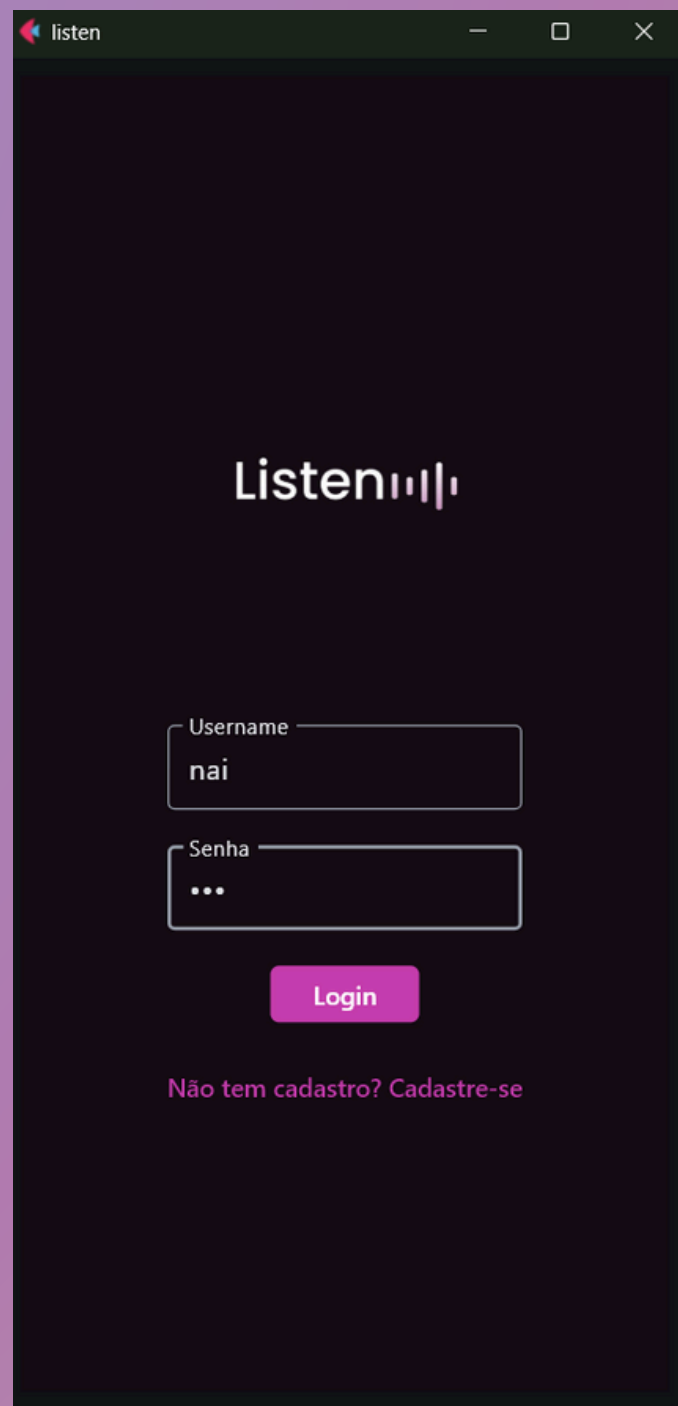 listen
Listen
Username
nai
Senha
•••
Login
Não tem cadastro? Cadastre-se